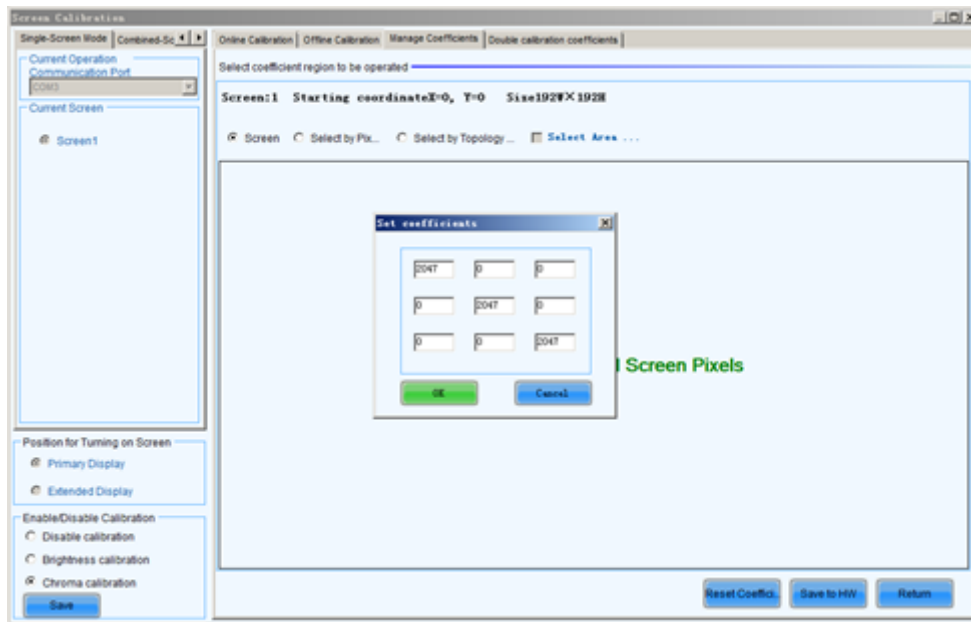 Screen Calibration
Single-Screen Mode Combined-Sc
Current Operation
Communication Port
COM3
Current Screen
Screen1
Position for Turning on Screen
Primary Display
Extended Display
Enable/Disable Calibration
Disable calibration
Brightness calibration
Chroma calibration
Save
Online Calibration Offline Calibration Manage Coefficients Double calibration coefficients
Select coefficient region to be operated
Screen:1 Starting coordinateX=0, Y=0 Size192W×192H
Screen Select by Pix... Select by Topology ... Select Area ...
Set coefficients
2047 0 0
0 2047 0
0 0 2047
OK Cancel
Screen Pixels
Reset Coeffici.. Save to HW Return